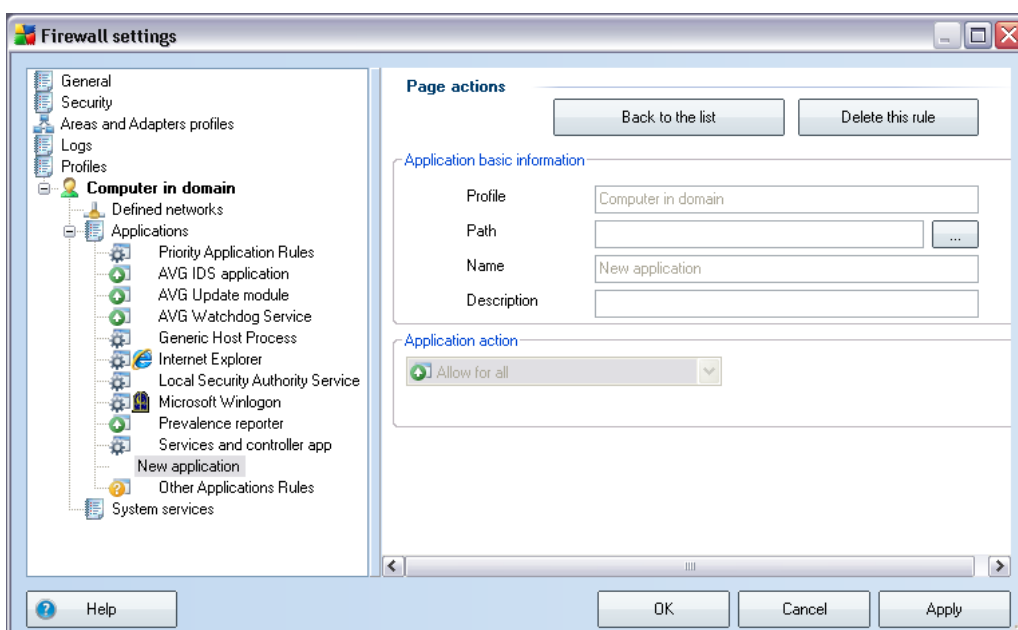 Firewall settings
General
Security
Areas and Adapters profiles
Logs
Profiles
Computer in domain
Defined networks
Applications
Priority Application Rules
AVG IDS application
AVG Update module
AVG Watchdog Service
Generic Host Process
Internet Explorer
Local Security Authority Service
Microsoft Winlogon
Prevalence reporter
Services and controller app
New application
Other Applications Rules
System services
Page actions
Back to the list
Delete this rule
Application basic information
Profile
Computer in domain
Path
...
Name
New application
Description
Application action
Allow for all
Help
OK
Cancel
Apply